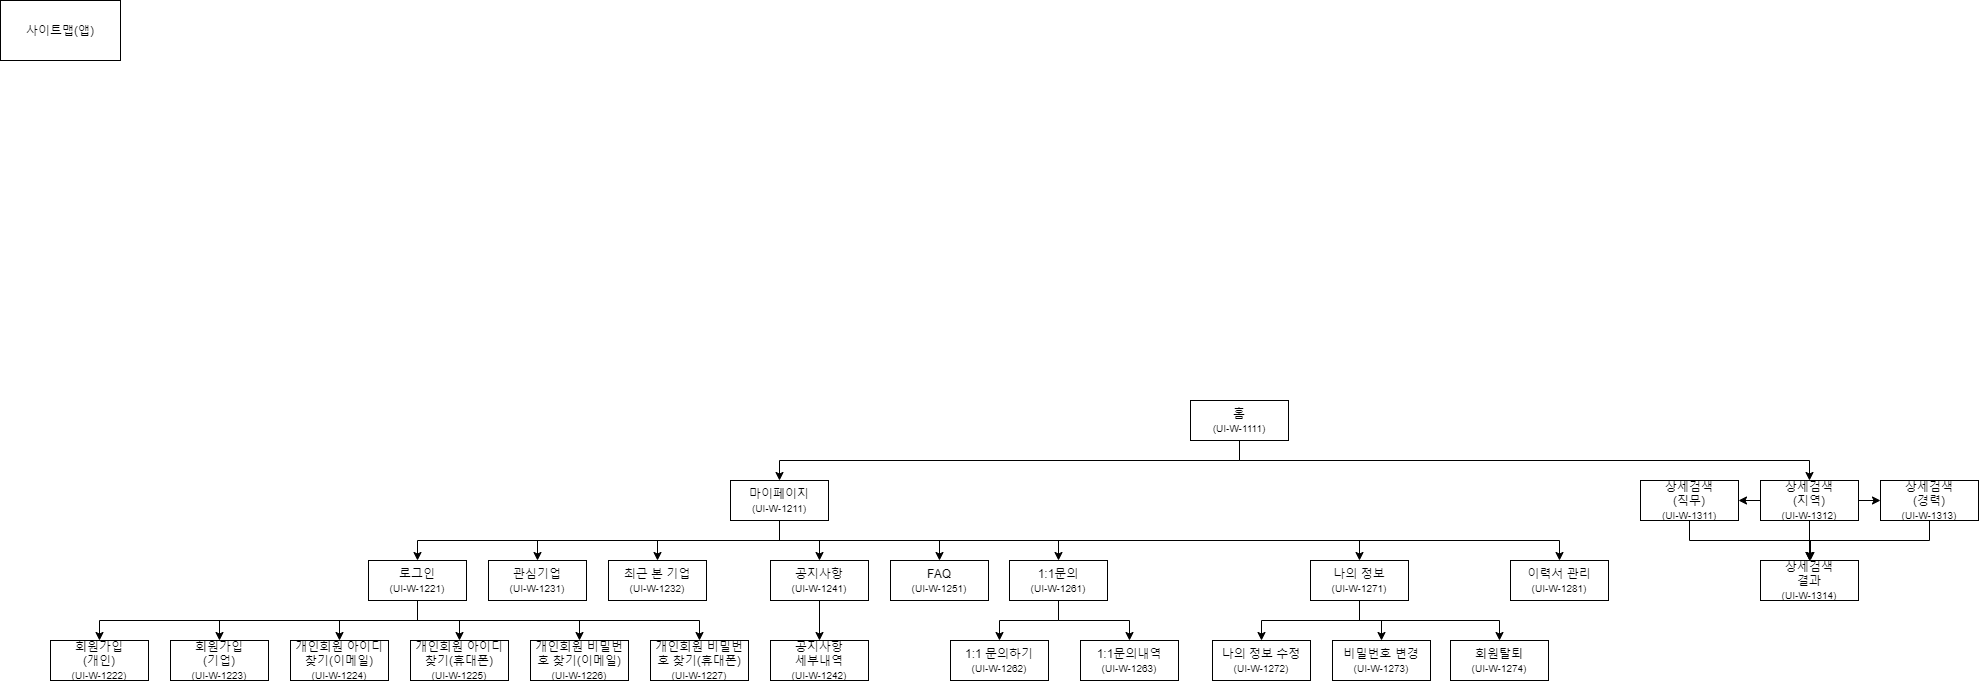 사이트맵(앱)
홈
(UI-W-1111)
마이페이지
(UI-W-1211)
상세검색
(직무)
(UI-W-1311)
상세검색
(지역)
(UI-W-1312)
상세검색
(경력)
(UI-W-1313)
로그인
(UI-W-1221)
관심기업
(UI-W-1231)
최근 본 기업
(UI-W-1232)
공지사항
(UI-W-1241)
FAQ
(UI-W-1251)
1:1문의
(UI-W-1261)
나의 정보
(UI-W-1271)
이력서 관리
(UI-W-1281)
상세검색
결과
(UI-W-1314)
회원가입
(개인)
(UI-W-1222)
회원가입
(기업)
(UI-W-1223)
개인회원 아이디
찾기(이메일)
(UI-W-1224)
개인회원 아이디
찾기(휴대폰)
(UI-W-1225)
개인회원 비밀번
호 찾기(이메일)
(UI-W-1226)
개인회원 비밀번
호 찾기(휴대폰)
(UI-W-1227)
공지사항
세부내역
(UI-W-1242)
1:1 문의하기
(UI-W-1262)
1:1문의내역
(UI-W-1263)
나의 정보 수정
(UI-W-1272)
비밀번호 변경
(UI-W-1273)
회원탈퇴
(UI-W-1274)